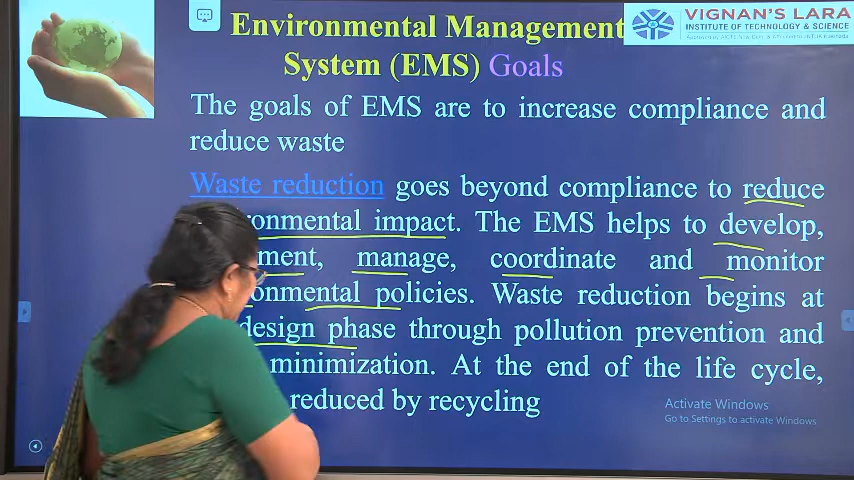 Environmental Management
System (EMS) Goals
VIGNAN'S LARA
INSTITUTE OF TECHNOLOGY & SCIENCE
The goals of EMS are to increase compliance and
reduce waste
Waste reduction goes beyond compliance to reduce
onmental impact. The EMS helps to develop,
ment, manage, coordinate and monitor
onmental policies. Waste reduction begins at
design phase through pollution prevention and
minimization. At the end of the life cycle,
reduced by recycling
Activate Windows
Go to Settings to activate Windows